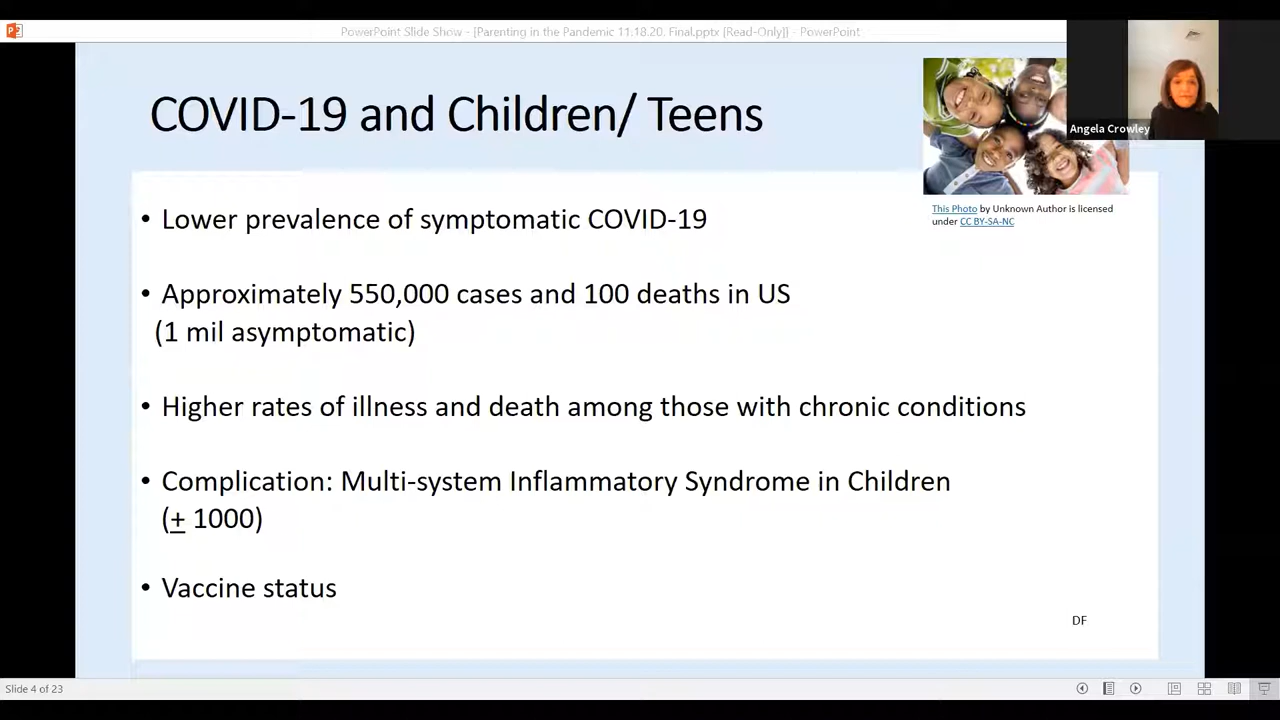 PowerPoint Slide Show - [Parenting in the Pandemic 11.18.20. Final.pptx [Read-Only]] - PowerPoint
Angela Crowley
COVID-19 and Children/ Teens
This Photo by Unknown Author is licensed
under CC BY-SA-NC
• Lower prevalence of symptomatic COVID-19
• Approximately 550,000 cases and 100 deaths in US
(1 mil asymptomatic)
• Higher rates of illness and death among those with chronic conditions
• Complication: Multi-system Inflammatory Syndrome in Children
(+ 1000)
• Vaccine status
DF
Slide 4 of 23